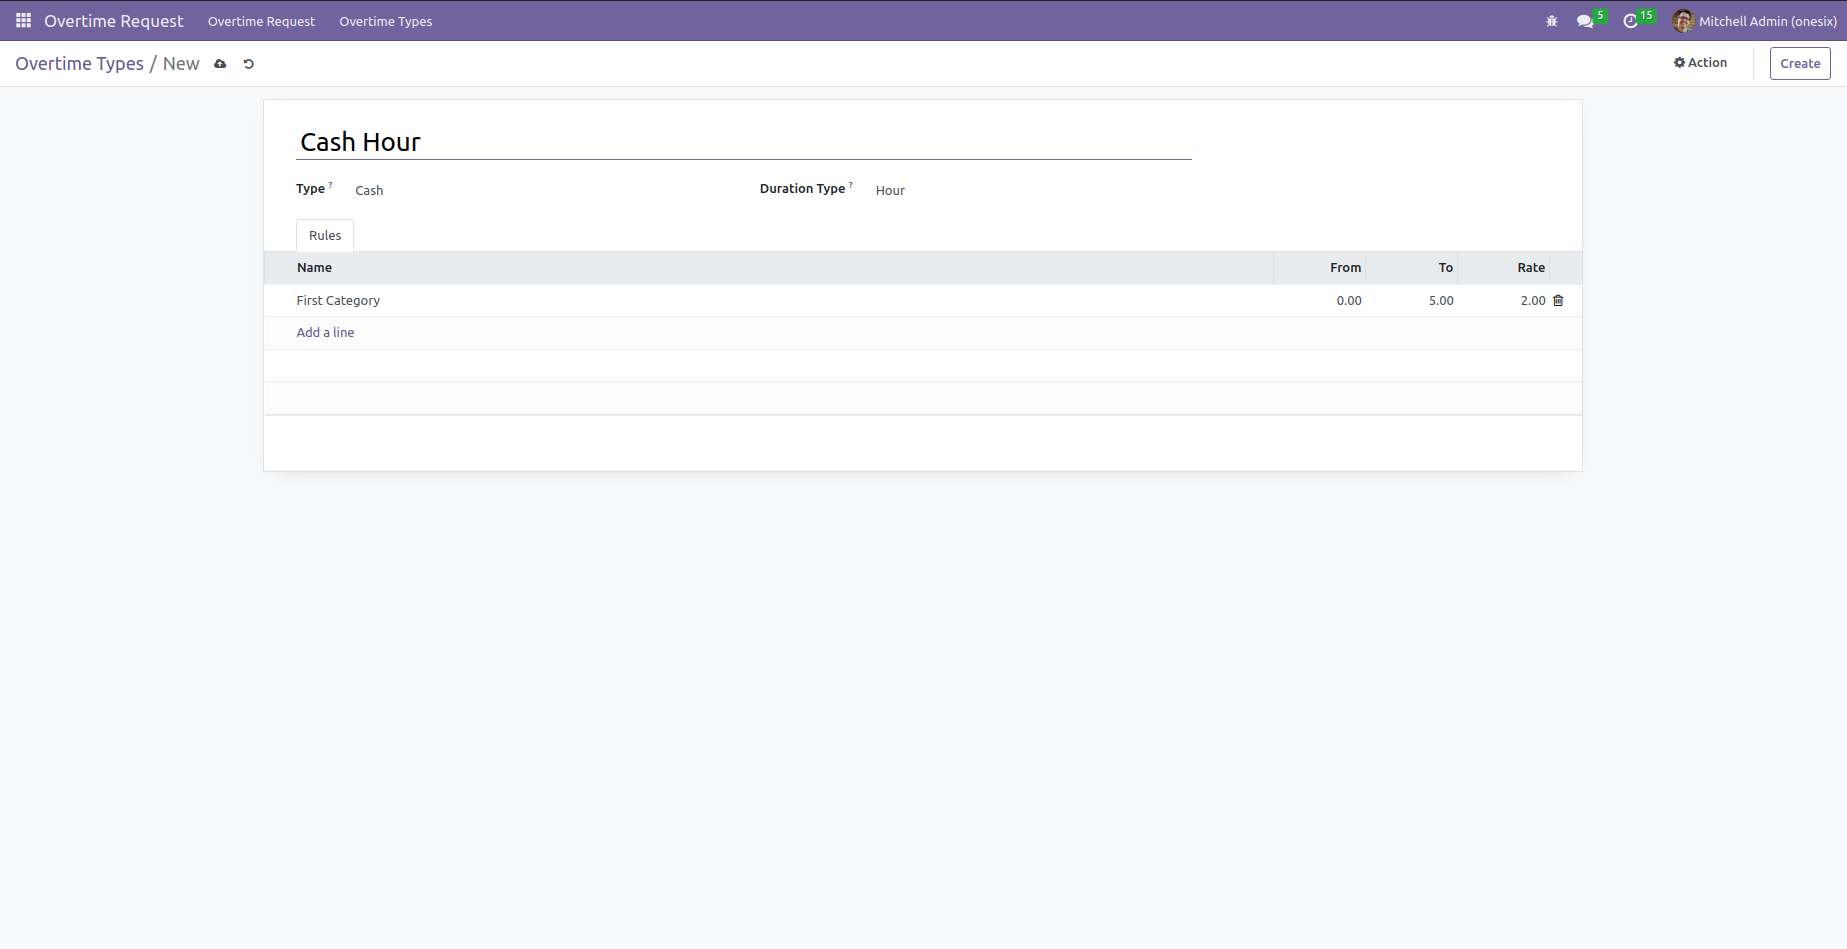 Overtime Request Overtime Request Overtime Types 5 15 Mitchell Admin (onesix)
Overtime Types / New Action Create
Cash Hour
Type ? Cash Duration Type ? Hour
Rules
Name From To Rate
First Category 0.00 5.00 2.00
Add a line